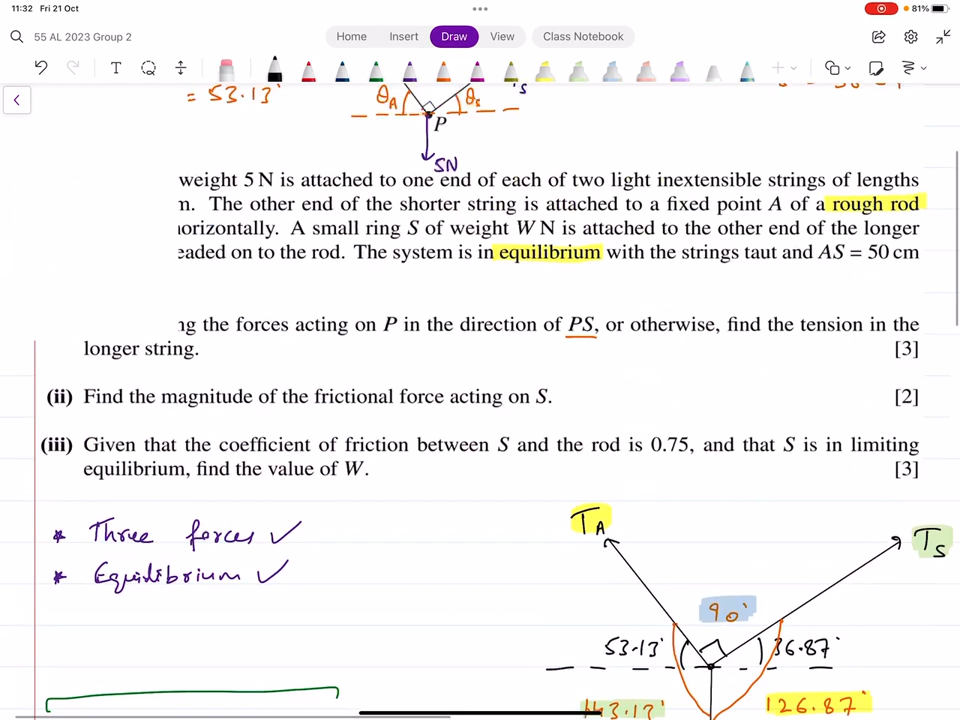 11:32 Fri 21 Oct
81%
55 AL 2023 Group 2
Home Insert Draw View Class Notebook
= 53.13°
θA θs
P
5N
weight 5 N is attached to one end of each of two light inextensible strings of lengths
m. The other end of the shorter string is attached to a fixed point A of a rough rod
horizontally. A small ring S of weight W N is attached to the other end of the longer
eaded on to the rod. The system is in equilibrium with the strings taut and AS = 50 cm
ng the forces acting on P in the direction of PS, or otherwise, find the tension in the
longer string. [3]
(ii) Find the magnitude of the frictional force acting on S. [2]
(iii) Given that the coefficient of friction between S and the rod is 0.75, and that S is in limiting
equilibrium, find the value of W. [3]
* Three forces ✓
* Equilibrium ✓
TA
Ts
90°
53.13° 36.87°
143.13° 126.87°